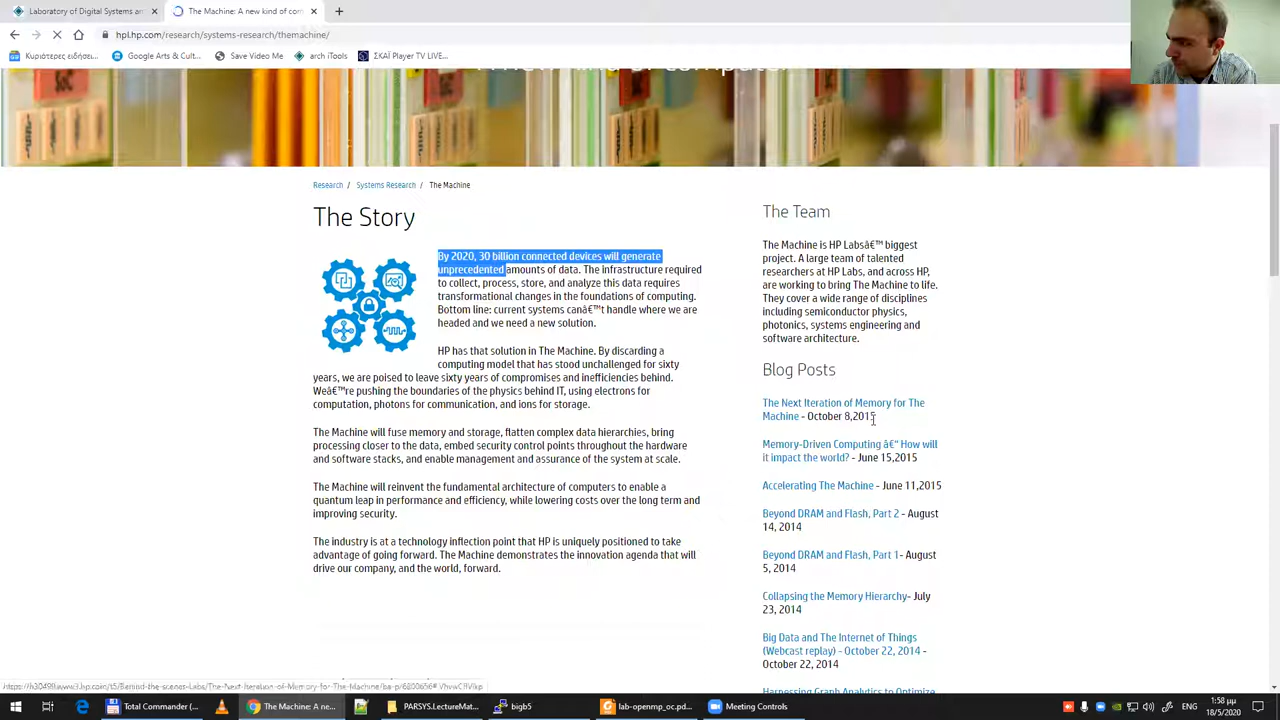 Laboratory of Digital Systems an
The Machine: A new kind of com
hpl.hp.com/research/systems-research/themachine/
Κυριότερες ειδήσει...
Google Arts & Cult...
Save Video Me
arch iTools
ΣΚΑΪ Player TV LIVE...
Research / Systems Research / The Machine
The Story
By 2020, 30 billion connected devices will generate
unprecedented amounts of data. The infrastructure required
to collect, process, store, and analyze this data requires
transformational changes in the foundations of computing.
Bottom line: current systems canâ€™t handle where we are
headed and we need a new solution.
HP has that solution in The Machine. By discarding a
computing model that has stood unchallenged for sixty
years, we are poised to leave sixty years of compromises and inefficiencies behind.
Weâ€™re pushing the boundaries of the physics behind IT, using electrons for
computation, photons for communication, and ions for storage.
The Machine will fuse memory and storage, flatten complex data hierarchies, bring
processing closer to the data, embed security control points throughout the hardware
and software stacks, and enable management and assurance of the system at scale.
The Machine will reinvent the fundamental architecture of computers to enable a
quantum leap in performance and efficiency, while lowering costs over the long term and
improving security.
The industry is at a technology inflection point that HP is uniquely positioned to take
advantage of going forward. The Machine demonstrates the innovation agenda that will
drive our company, and the world, forward.
The Team
The Machine is HP Labsâ€™ biggest
project. A large team of talented
researchers at HP Labs, and across HP,
are working to bring The Machine to life.
They cover a wide range of disciplines
including semiconductor physics,
photonics, systems engineering and
software architecture.
Blog Posts
The Next Iteration of Memory for The
Machine - October 8,2015
Memory-Driven Computing â€“ How will
it impact the world? - June 15,2015
Accelerating The Machine - June 11,2015
Beyond DRAM and Flash, Part 2 - August
14, 2014
Beyond DRAM and Flash, Part 1- August
5, 2014
Collapsing the Memory Hierarchy- July
23, 2014
Big Data and The Internet of Things
(Webcast replay) - October 22, 2014 -
October 22, 2014
Harnessing Graph Analytics to Optimize
Total Commander (...
The Machine: A ne...
PARSYS.LectureMat...
bigb5
lab-openmp_oc.pd...
Meeting Controls
ENG
1:58 μμ
18/5/2020